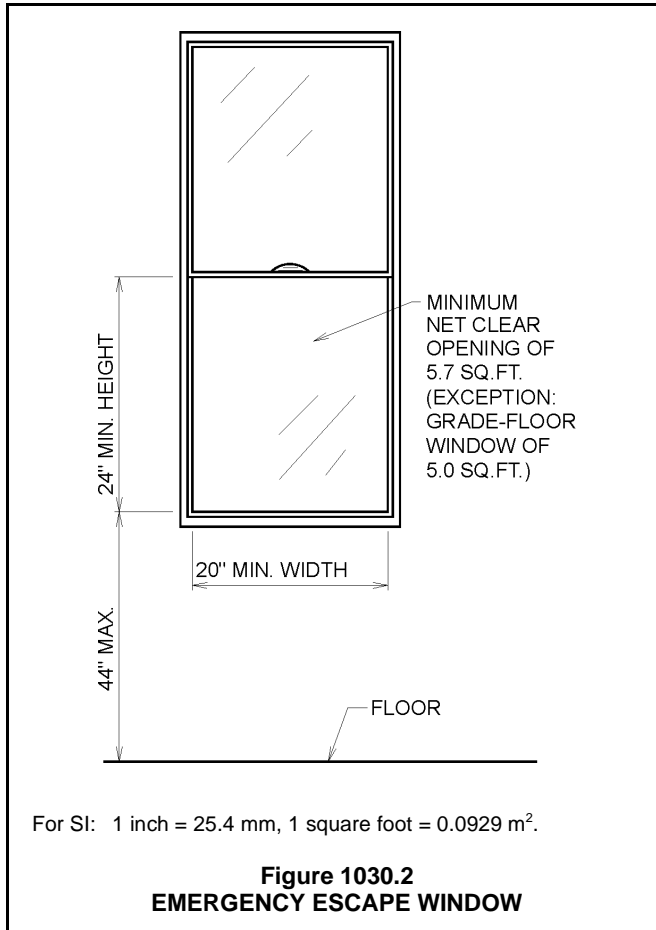 MINIMUM
NET CLEAR
OPENING OF
5.7 SQ.FT.
(EXCEPTION:
GRADE-FLOOR
WINDOW OF
5.0 SQ.FT.)
24" MIN. HEIGHT
20" MIN. WIDTH
44" MAX.
FLOOR
For SI: 1 inch = 25.4 mm, 1 square foot = 0.0929 m².
Figure 1030.2
EMERGENCY ESCAPE WINDOW